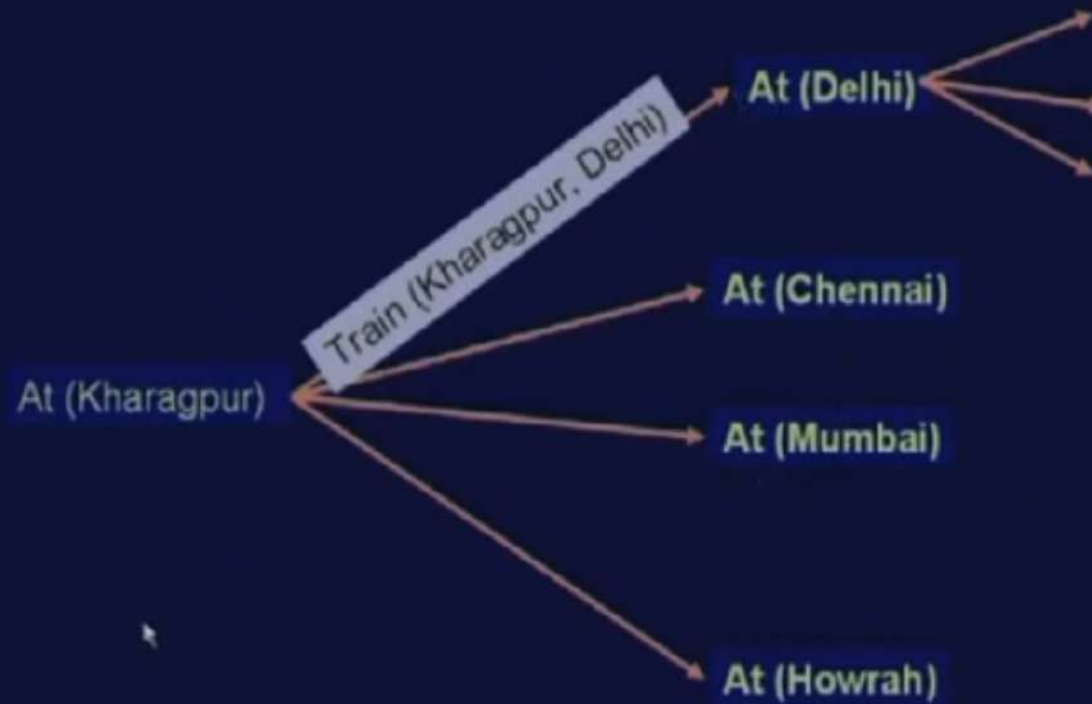 At (Delhi)
Train (Kharagpur, Delhi)
At (Chennai)
At (Kharagpur)
At (Mumbai)
At (Howrah)